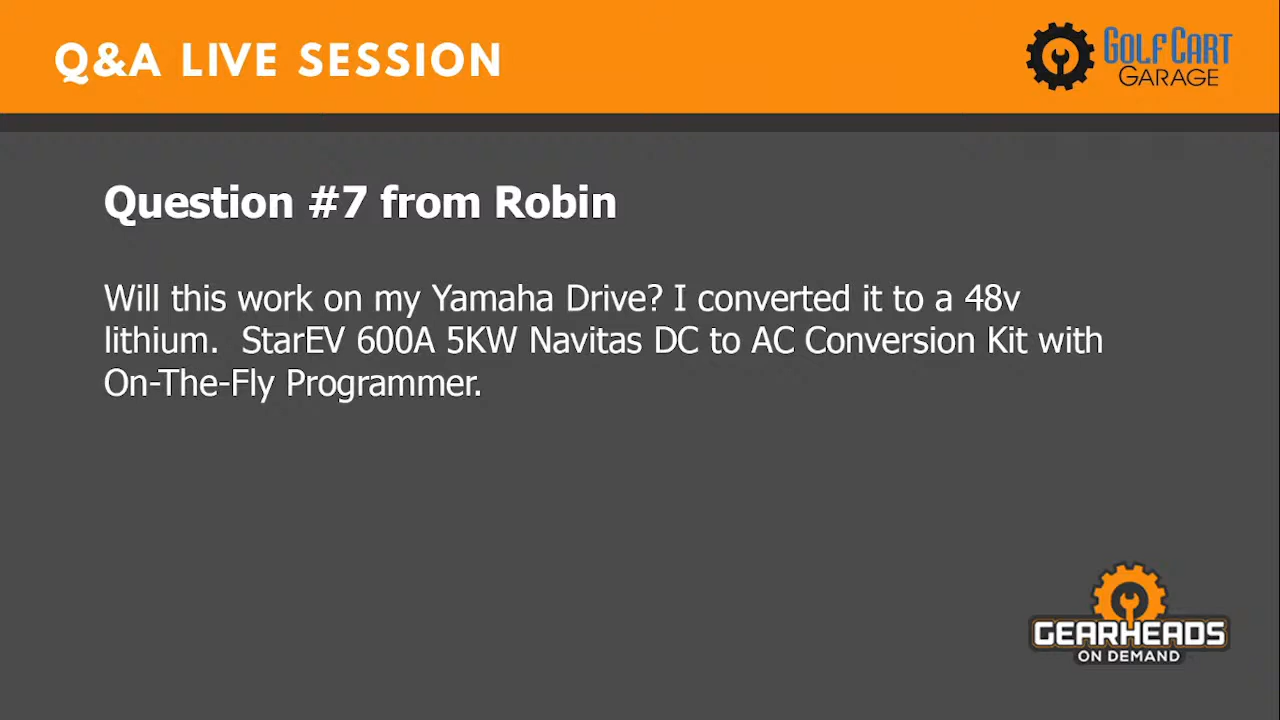 Q&A LIVE SESSION
GOLF CART
GARAGE
Question #7 from Robin
Will this work on my Yamaha Drive? I converted it to a 48v
lithium.  StarEV 600A 5KW Navitas DC to AC Conversion Kit with
On-The-Fly Programmer.
GEARHEADS
ON DEMAND